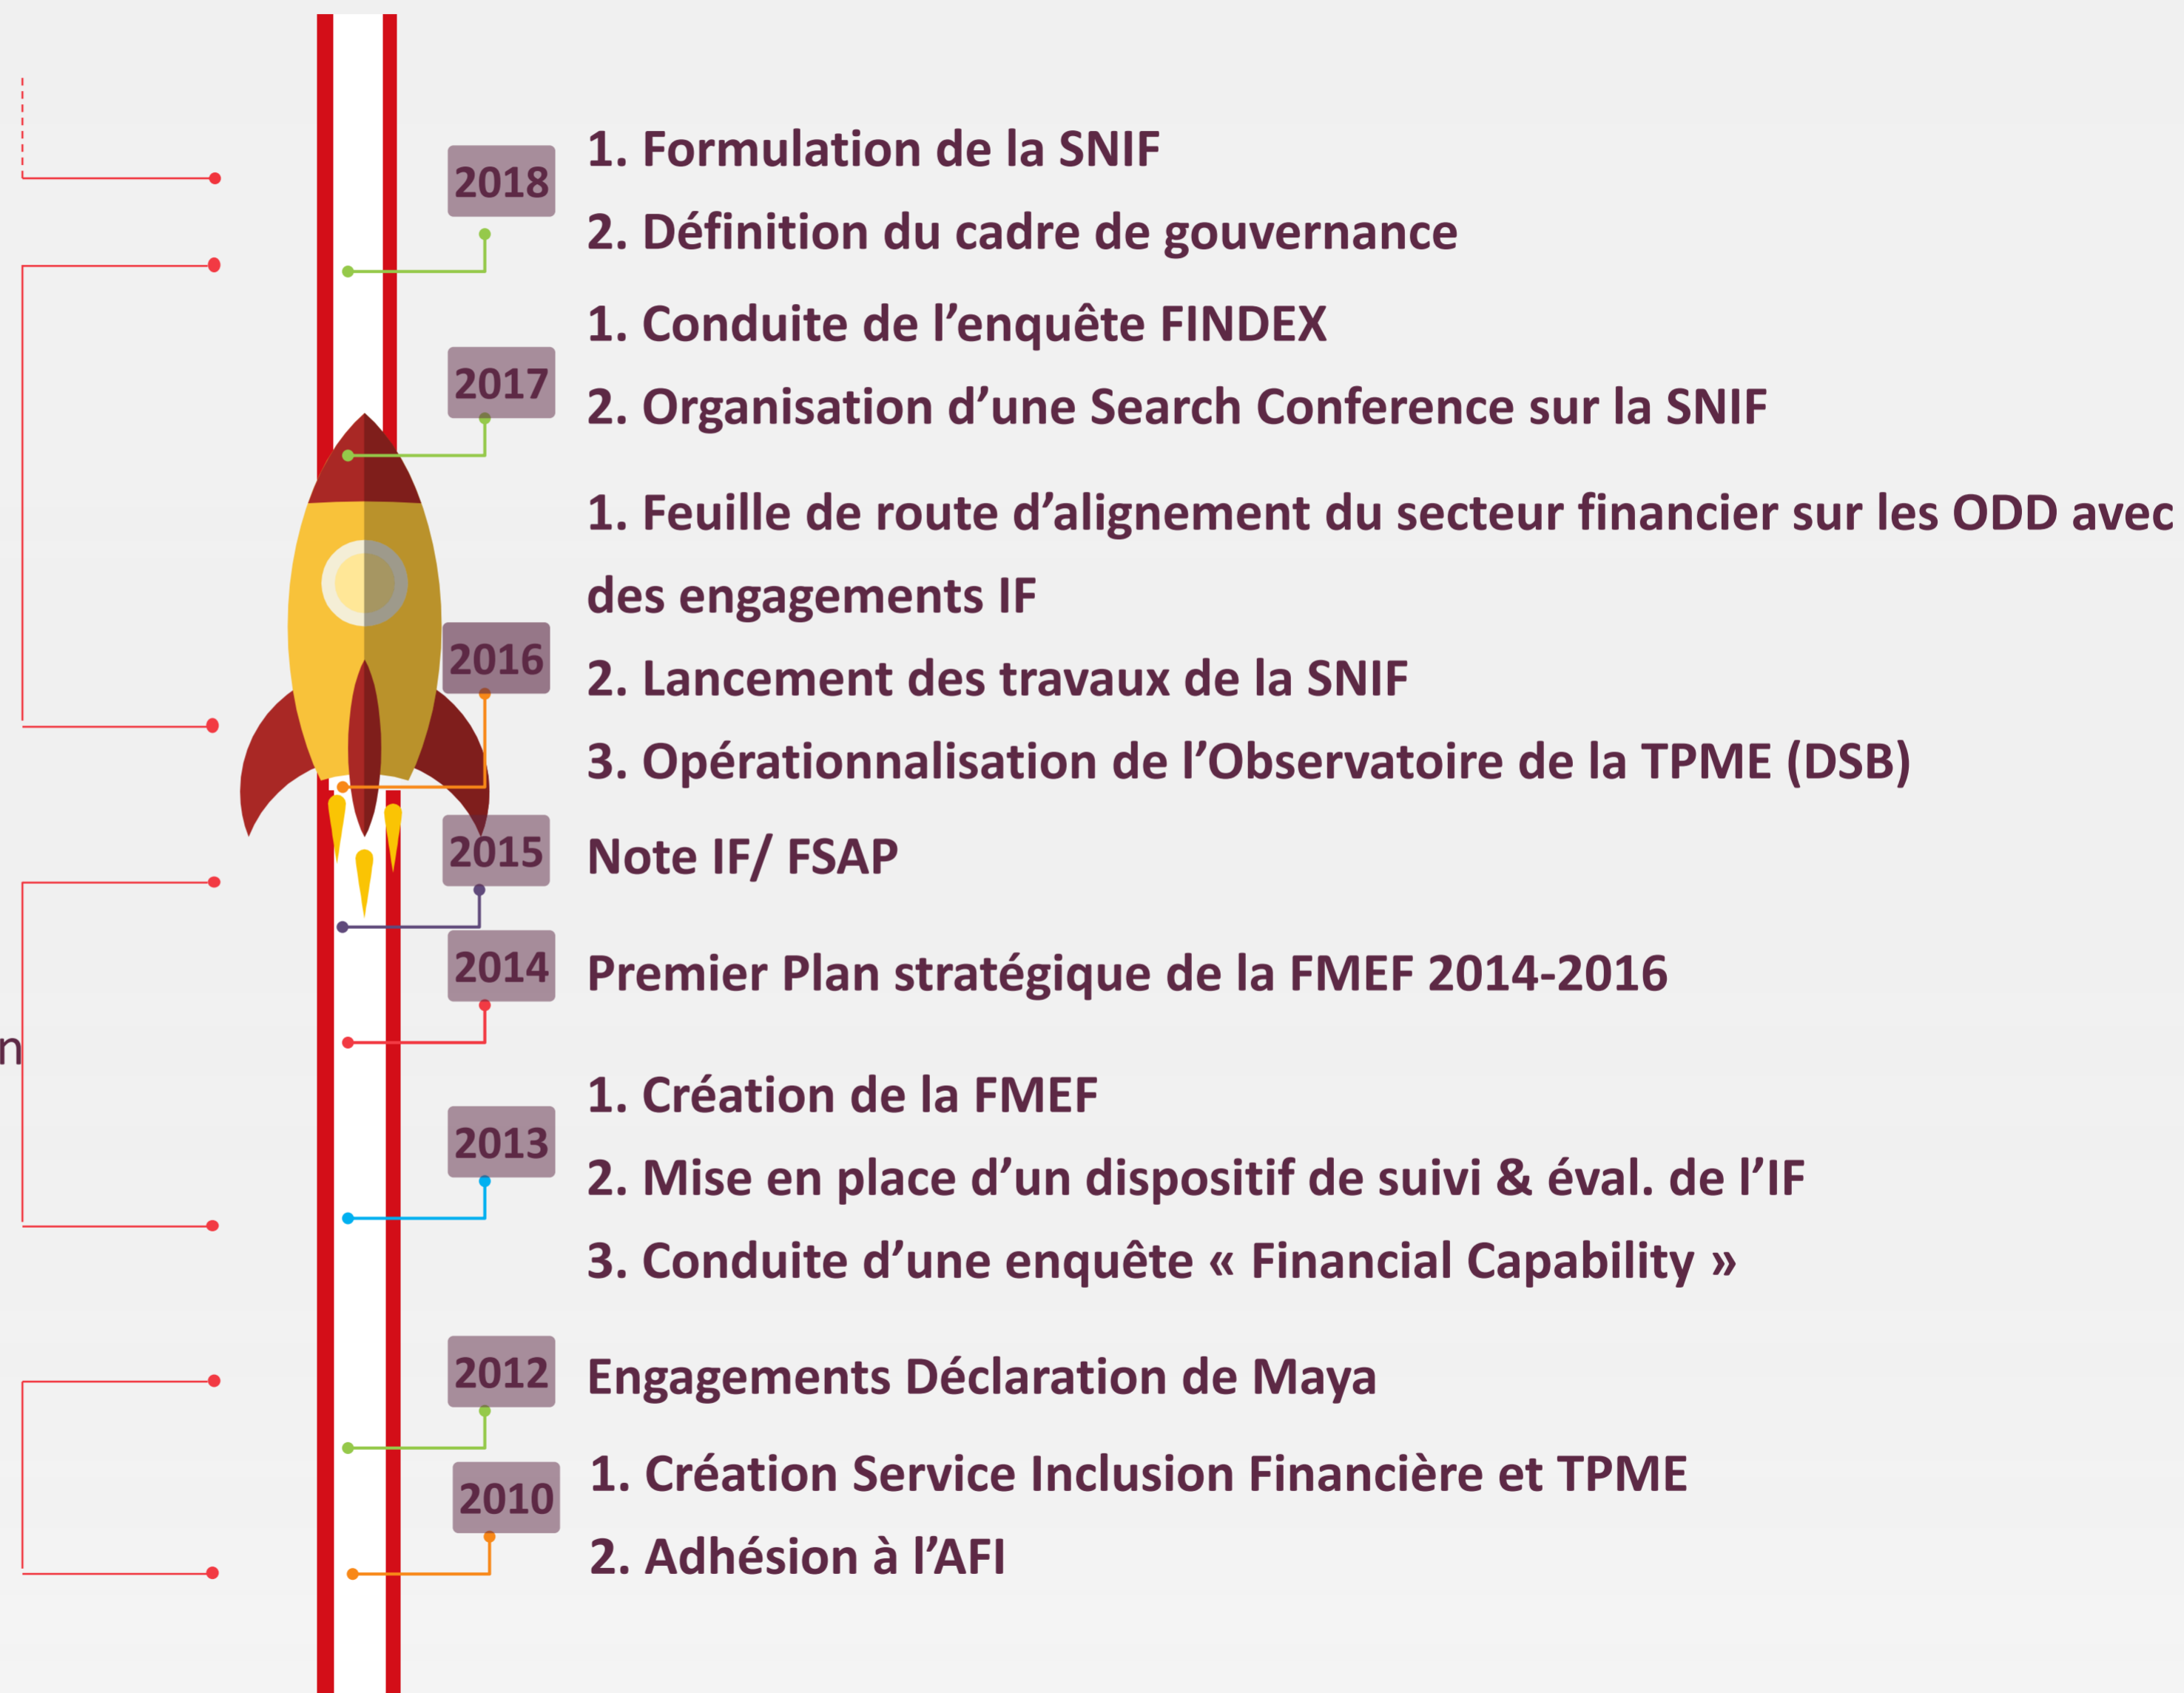 2018
1. Formulation de la SNIF
2. Définition du cadre de gouvernance
2017
1. Conduite de l’enquête FINDEX
2. Organisation d’une Search Conference sur la SNIF
2016
1. Feuille de route d’alignement du secteur financier sur les ODD avec
des engagements IF
2. Lancement des travaux de la SNIF
3. Opérationnalisation de l’Observatoire de la TPME (DSB)
2015
Note IF/ FSAP
2014
Premier Plan stratégique de la FMEF 2014-2016
n
2013
1. Création de la FMEF
2. Mise en place d’un dispositif de suivi & éval. de l’IF
3. Conduite d’une enquête « Financial Capability »
2012
Engagements Déclaration de Maya
2010
1. Création Service Inclusion Financière et TPME
2. Adhésion à l’AFI